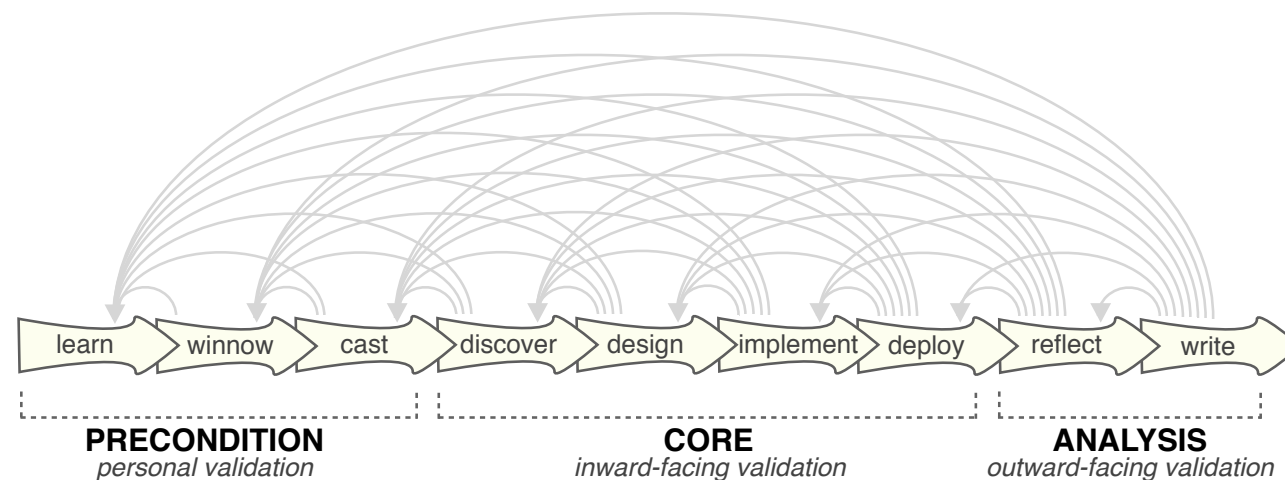 learn winnow cast discover design implement deploy reflect write
PRECONDITION CORE ANALYSIS
personal validation inward-facing validation outward-facing validation